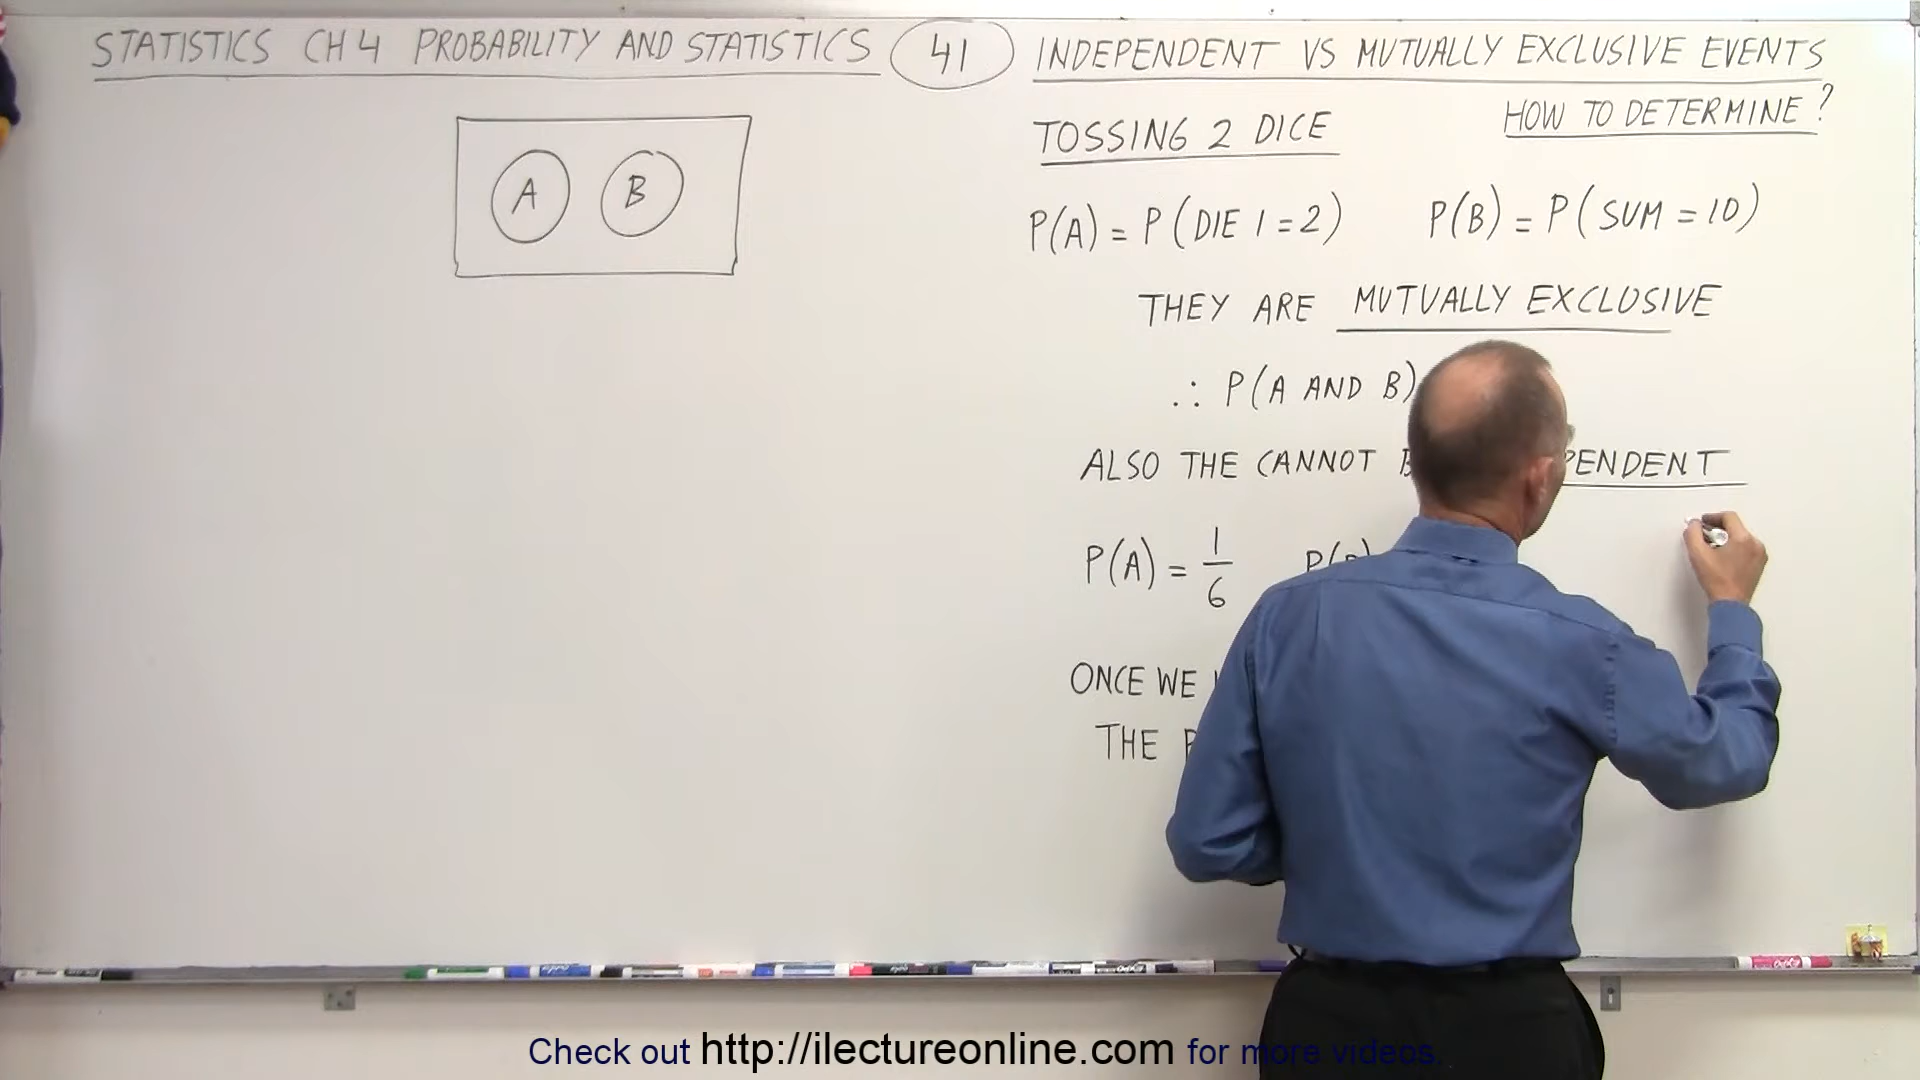 STATISTICS CH 4 PROBABILITY AND STATISTICS 41 INDEPENDENT VS MUTUALLY EXCLUSIVE EVENTS
HOW TO DETERMINE?
TOSSING 2 DICE
A B
P(A) = P(DIE 1 = 2) P(B) = P(SUM = 10)
THEY ARE MUTUALLY EXCLUSIVE
∴ P(A AND B)
ALSO THE CANNOT PENDENT
P(A) = 1/6
ONCE WE
THE
Check out http://ilectureonline.com for more videos.